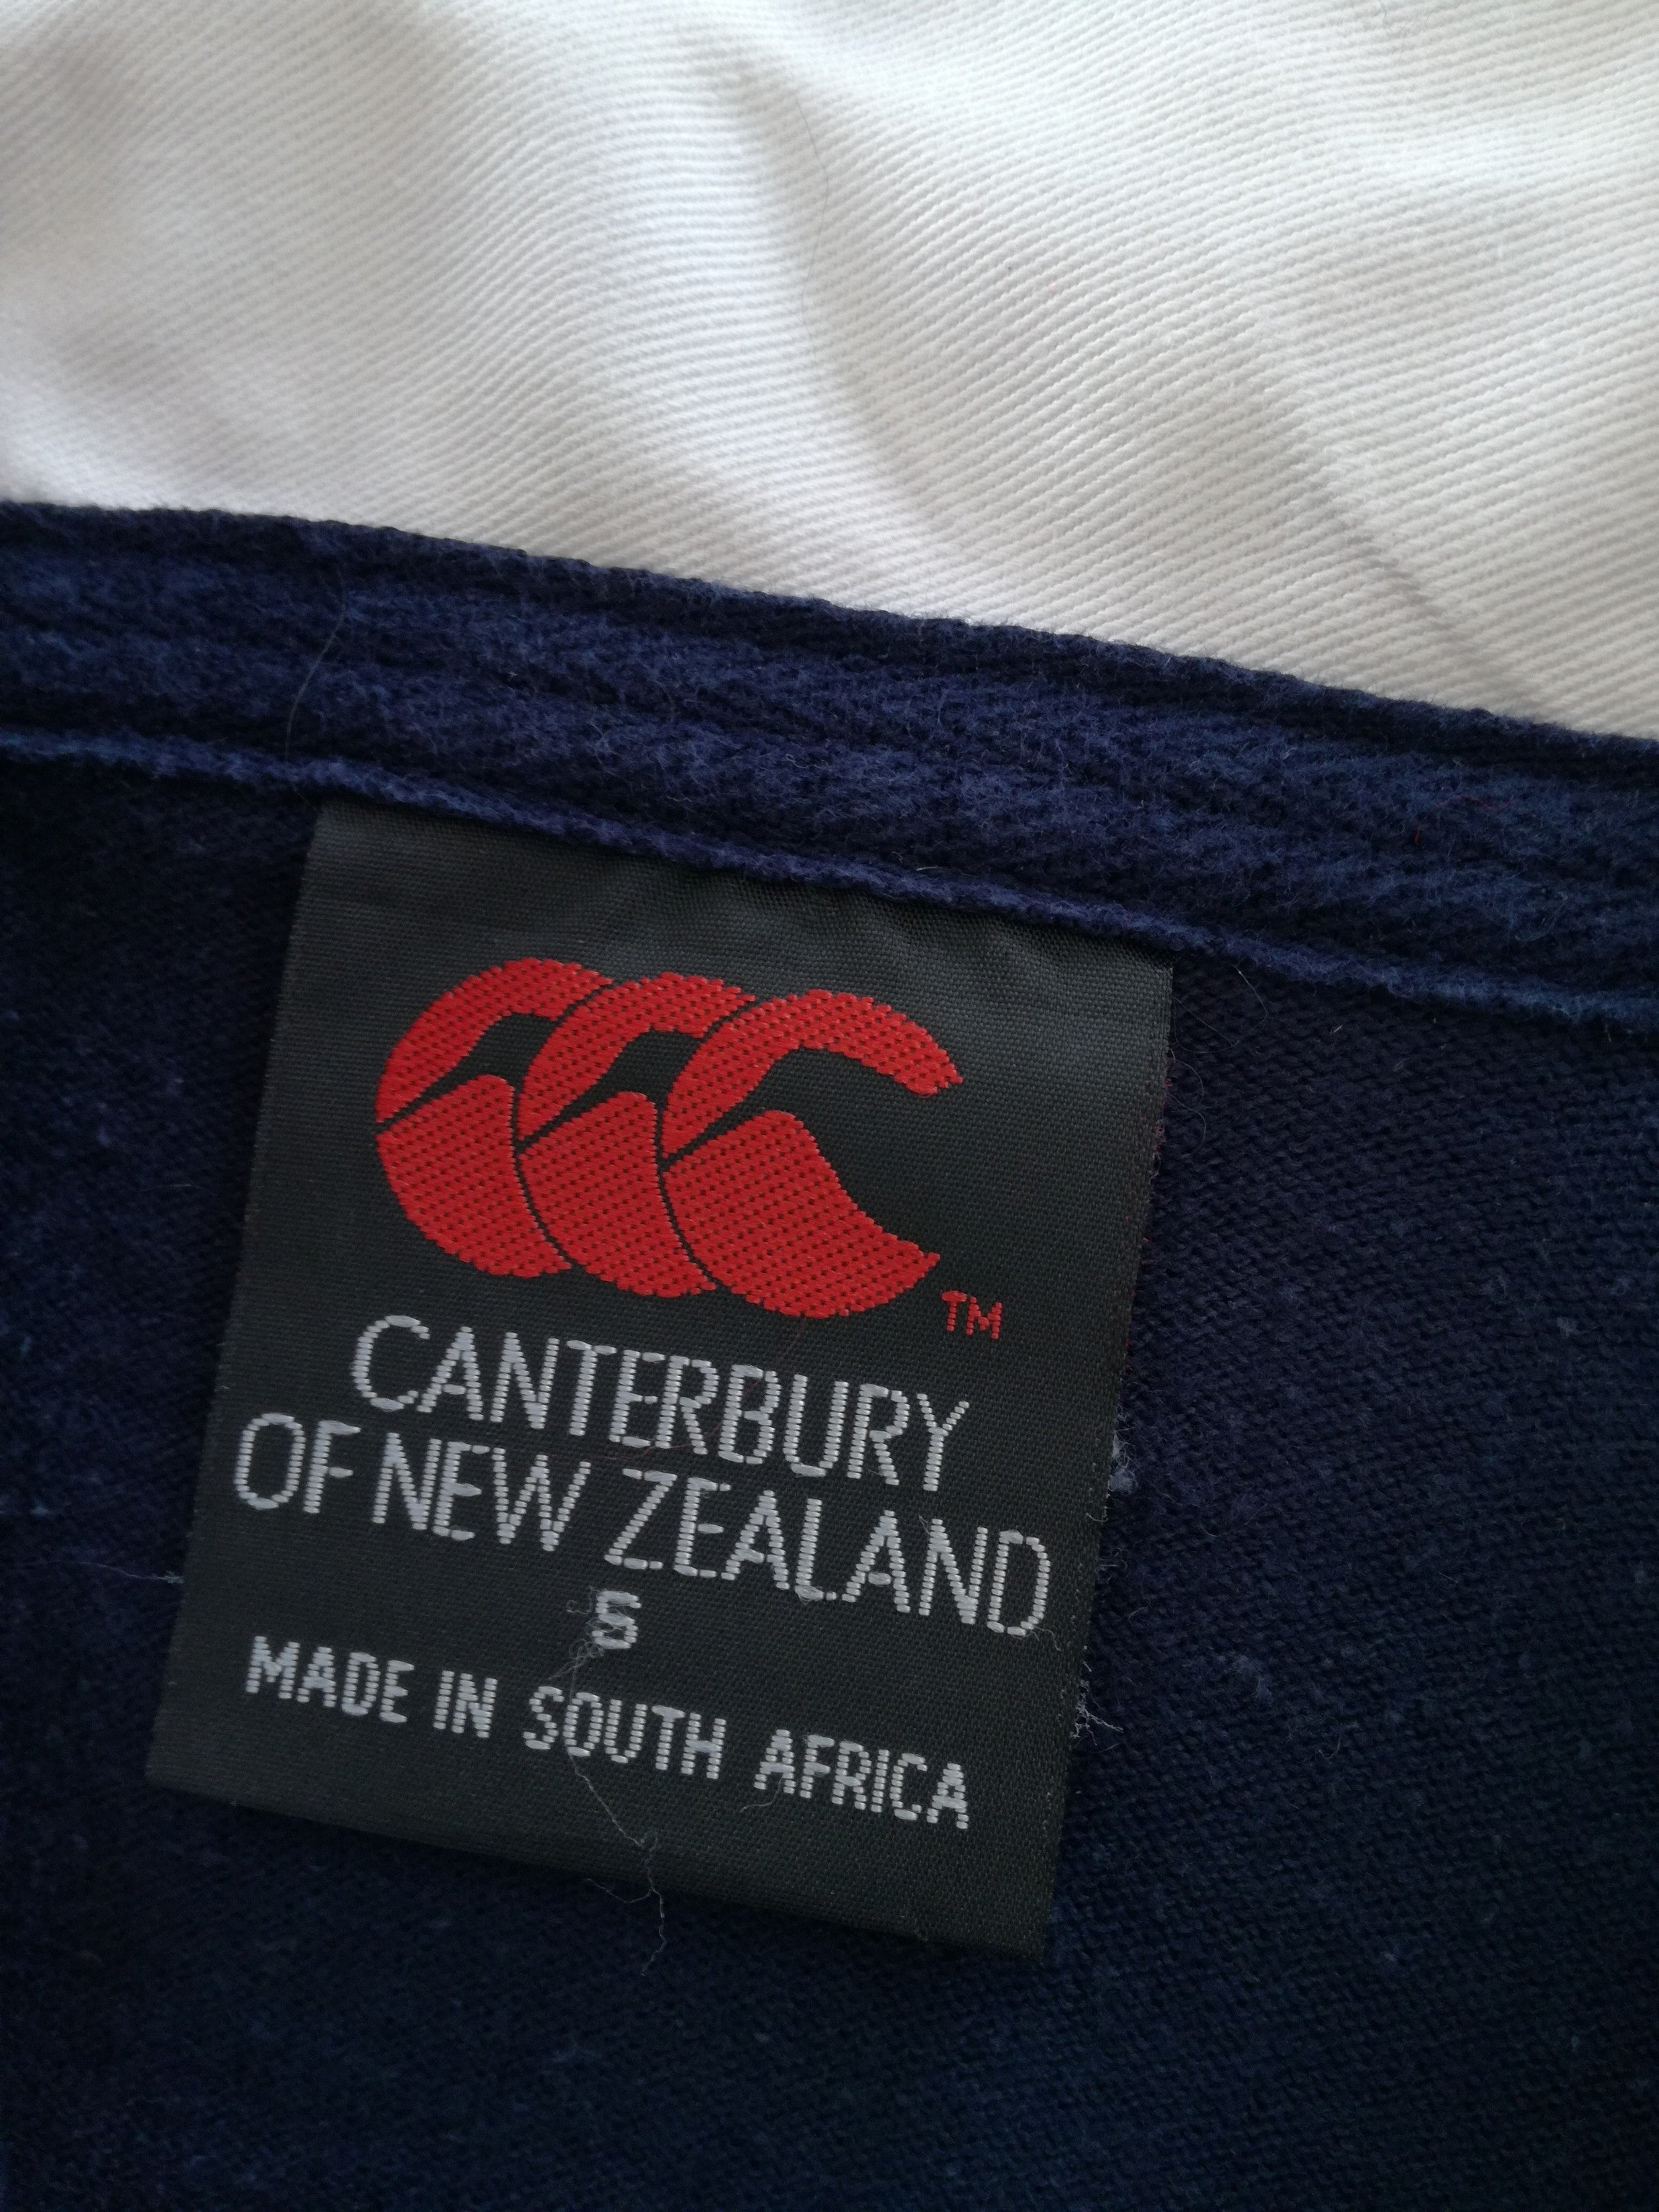 TM
CANTERBURY
OF NEW ZEALAND
S
MADE IN SOUTH AFRICA